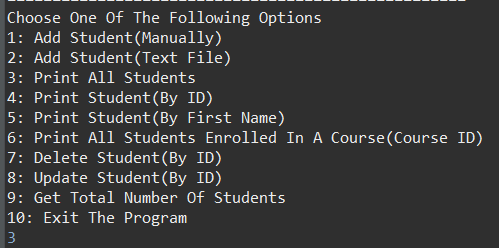 Choose One Of The Following Options
1: Add Student(Manually)
2: Add Student(Text File)
3: Print All Students
4: Print Student(By ID)
5: Print Student(By First Name)
6: Print All Students Enrolled In A Course(Course ID)
7: Delete Student(By ID)
8: Update Student(By ID)
9: Get Total Number Of Students
10: Exit The Program
3